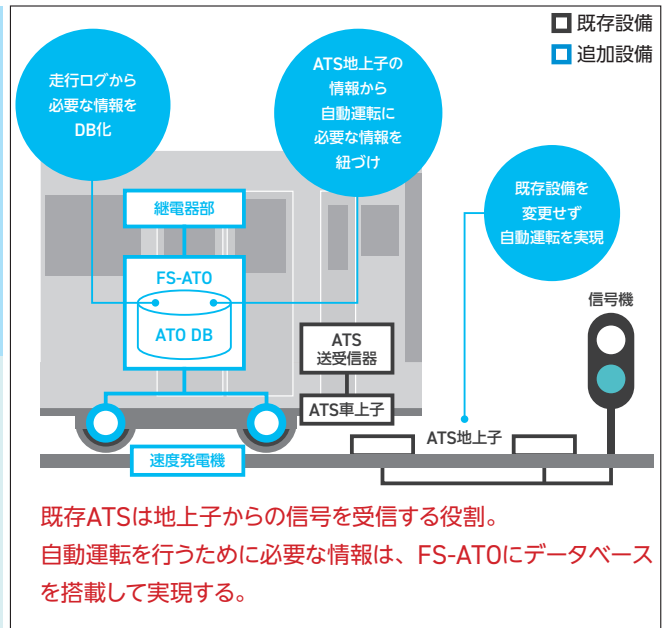 既存設備
追加設備
走行ログから
必要な情報を
DB化
ATS地上子の
情報から
自動運転に
必要な情報を
紐づけ
既存設備を
変更せず
自動運転を実現
継電器部
FS-ATO
ATO DB
信号機
ATS
送受信器
ATS車上子
ATS地上子
速度発電機
既存ATSは地上子からの信号を受信する役割。
自動運転を行うために必要な情報は、FS-ATOにデータベース
を搭載して実現する。